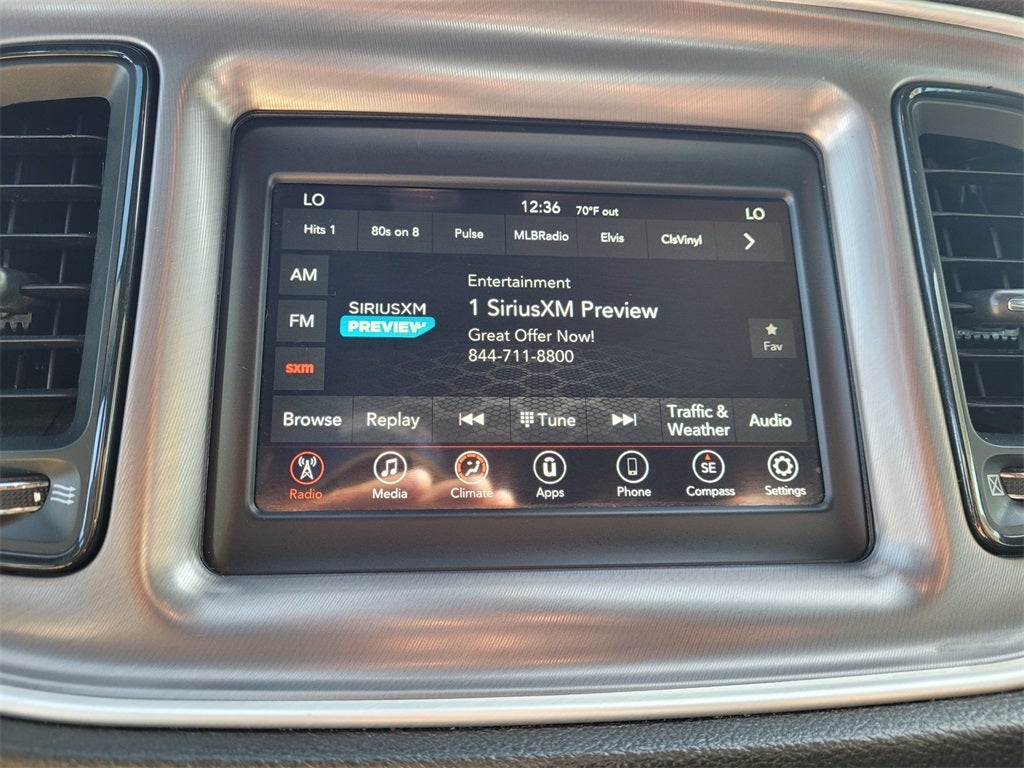 LO 12:36 70°F out LO
Hits 1 80s on 8 Pulse MLBRadio Elvis ClsVinyl
AM
FM
sxm
SIRIUSXM
PREVIEW
Entertainment
1 SiriusXM Preview
Great Offer Now!
844-711-8800
Fav
Browse Replay Tune Traffic & Weather Audio
Radio Media Climate Apps Phone SE Compass Settings